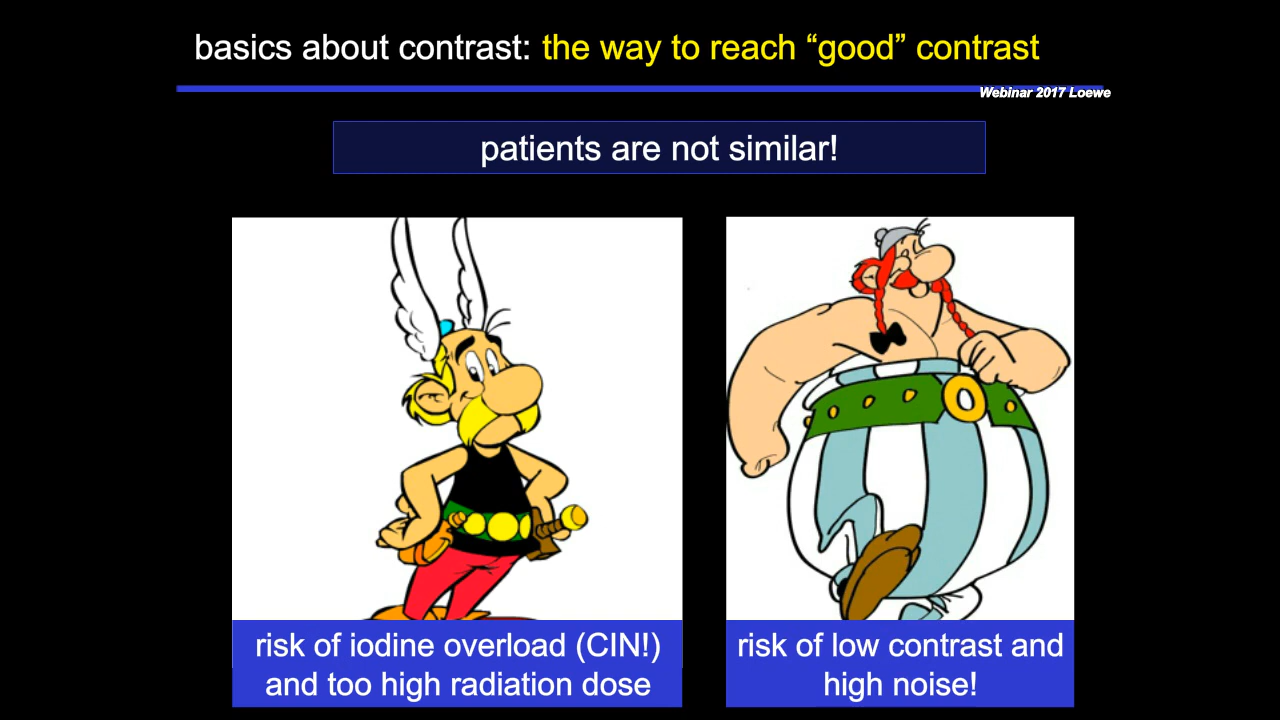 basics about contrast: the way to reach “good” contrast
Webinar 2017 Loewe
patients are not similar!
risk of iodine overload (CIN!)
and too high radiation dose
risk of low contrast and
high noise!